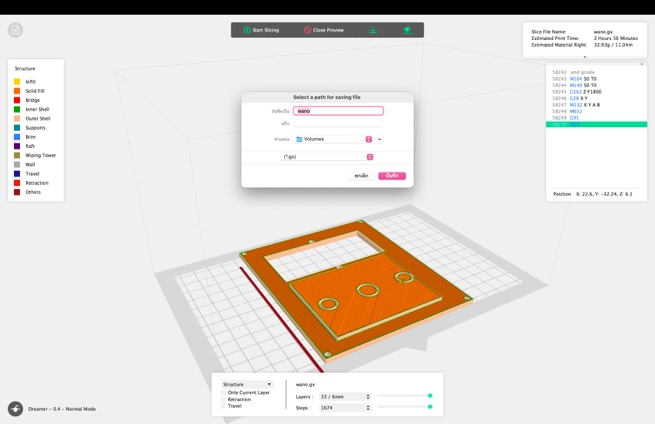 Start Slicing
Close Preview
Slice File Name: wano.gx
Estimated Print Time: 2 Hours 56 Minutes
Estimated Material Right: 32.93g / 11.04m
Structure
Infill
Solid Fill
Bridge
Inner Shell
Outer Shell
Supports
Brim
Raft
Wiping Tower
Wall
Travel
Retraction
Others
Select a path for saving file
บันทึกเป็น: wano
แท็ก:
ตำแหน่ง: Volumes
(*.gx)
ยกเลิก
บันทึก
58242 ;end gcode
58243 M104 S0 T0
58244 M140 S0 T0
58245 G162 Z F1800
58246 G28 X Y
58247 M132 X Y A B
58248 M652
58249 G91
Position X: 22.6, Y: -32.24, Z: 6.1
Structure
Only Current Layer
Retraction
Travel
wano.gx
Layers : 33 / 6mm
Steps : 1674
Dreamer - 0.4 - Normal Mode